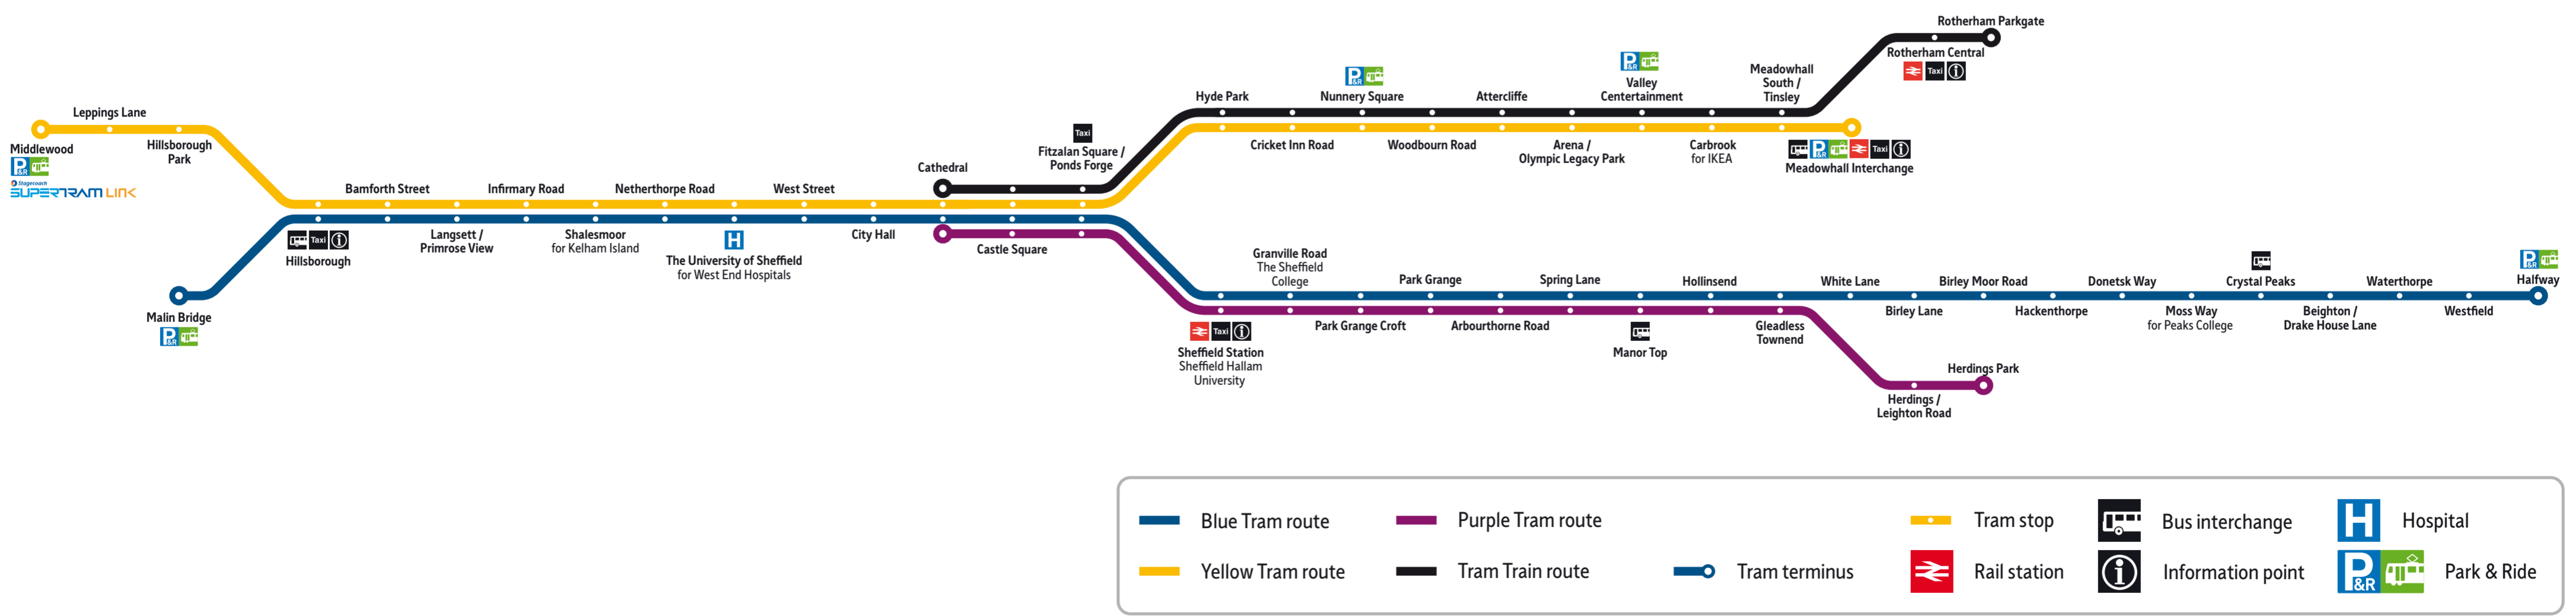 Leppings Lane
Middlewood
P&R
Stagecoach
SUPERTRAM LINK
Hillsborough
Park
Malin Bridge
P&R
Taxi
Hillsborough
Bamforth Street
Langsett /
Primrose View
Infirmary Road
Shalesmoor
for Kelham Island
Netherthorpe Road
H
The University of Sheffield
for West End Hospitals
West Street
City Hall
Cathedral
Castle Square
Taxi
Fitzalan Square /
Ponds Forge
Hyde Park
Cricket Inn Road
P&R
Nunnery Square
Woodbourn Road
Attercliffe
Arena /
Olympic Legacy Park
P&R
Valley
Centertainment
Carbrook
for IKEA
Meadowhall
South /
Tinsley
P&R
Taxi
Meadowhall Interchange
Rotherham Parkgate
Rotherham Central
Taxi
Taxi
Sheffield Station
Sheffield Hallam
University
Granville Road
The Sheffield
College
Park Grange Croft
Park Grange
Arbourthorne Road
Spring Lane
Manor Top
Hollinsend
Gleadless
Townend
White Lane
Birley Lane
Birley Moor Road
Hackenthorpe
Donetsk Way
Moss Way
for Peaks College
Crystal Peaks
Beighton /
Drake House Lane
Waterthorpe
Westfield
P&R
Halfway
Herdings Park
Herdings /
Leighton Road
Blue Tram route
Purple Tram route
Tram stop
Bus interchange
H
Hospital
Yellow Tram route
Tram Train route
Tram terminus
Rail station
Information point
P&R
Park & Ride